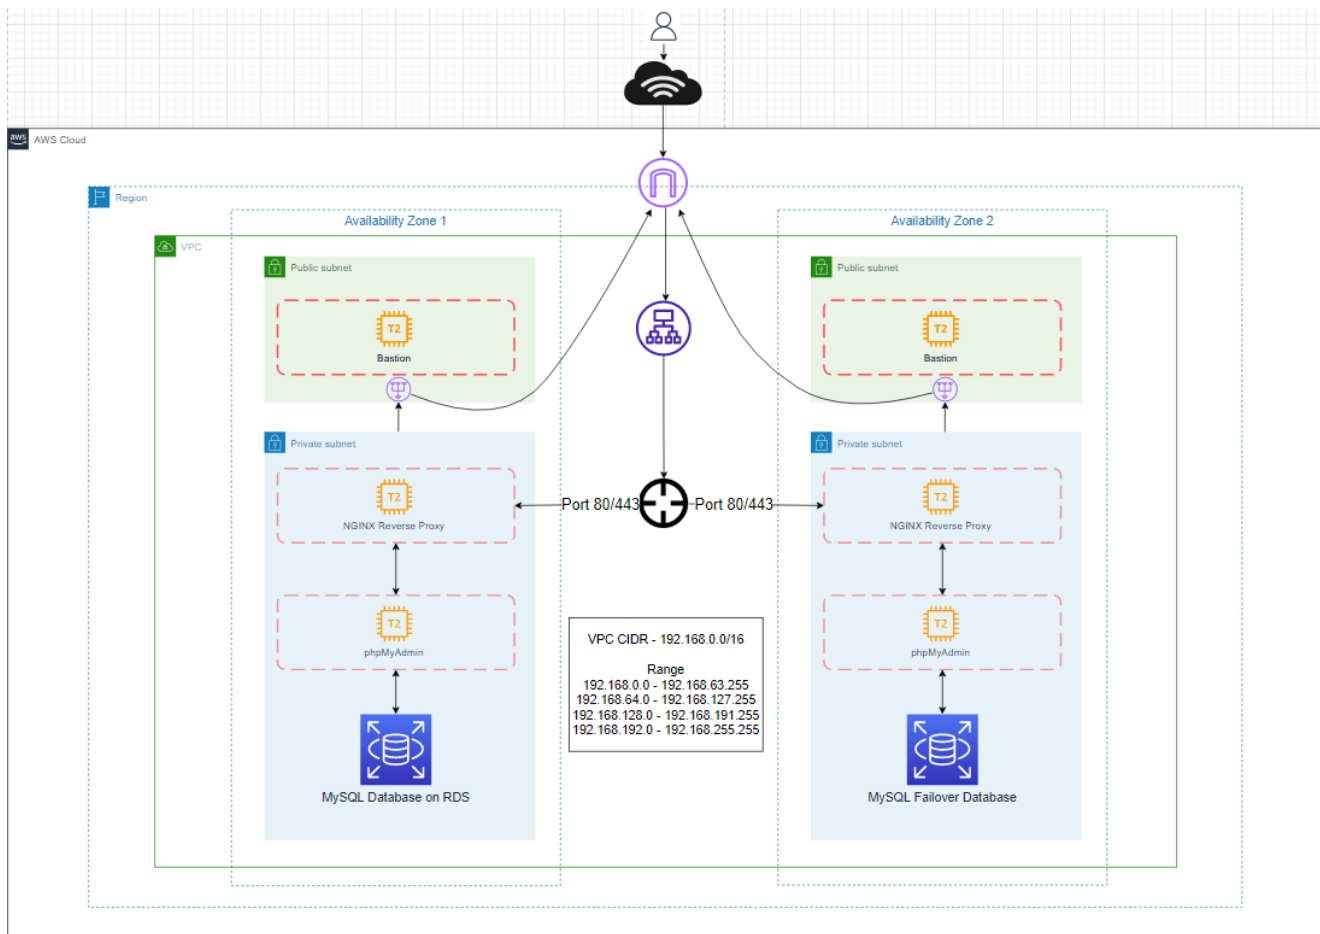 aws
AWS Cloud
Region
Availability Zone 1
Availability Zone 2
VPC
Public subnet
Public subnet
T2
T2
Bastion
Bastion
Private subnet
Private subnet
T2
T2
Port 80/443
Port 80/443
NGINX Reverse Proxy
NGINX Reverse Proxy
T2
T2
phpMyAdmin
phpMyAdmin
VPC CIDR - 192.168.0.0/16
Range
192.168.0.0 - 192.168.63.255
192.168.64.0 - 192.168.127.255
192.168.128.0 - 192.168.191.255
192.168.192.0 - 192.168.255.255
MySQL Database on RDS
MySQL Failover Database